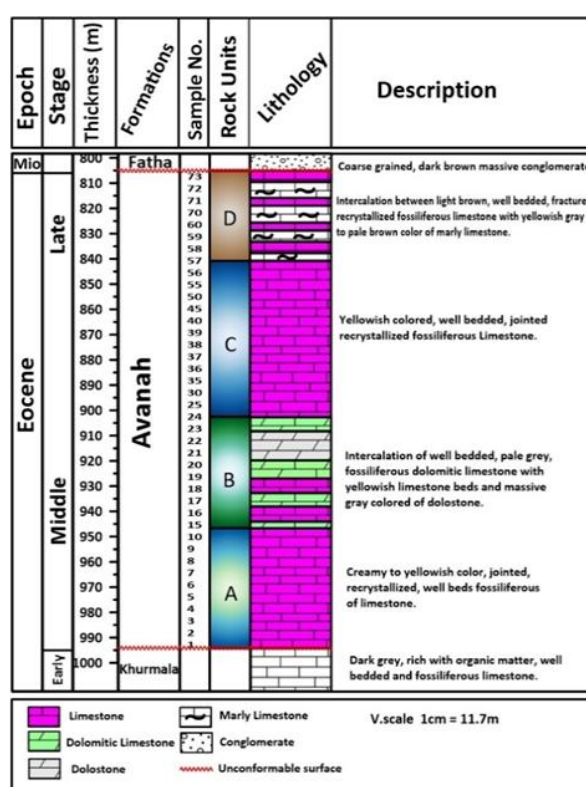 Epoch
Stage
Thickness (m)
Formations
Sample No.
Rock Units
Lithology
Description
Mio
Eocene
Late
Middle
Early
800
810
820
830
840
850
860
870
880
890
900
910
920
930
940
950
960
970
980
990
1000
Fatha
Avanah
Khurmala
73
72
71
70
60
59
58
57
56
55
50
45
40
39
38
37
36
35
30
25
24
23
22
21
20
19
18
17
16
15
10
9
8
7
6
5
4
3
2
1
D
C
B
A
Coarse grained, dark brown massive conglomerate
Intercalation between light brown, well bedded, fracture
recrystallized fossiliferous limestone with yellowish gray
to pale brown color of marly limestone.
Yellowish colored, well bedded, jointed
recrystallized fossiliferous Limestone.
Intercalation of well bedded, pale grey,
fossiliferous dolomitic limestone with
yellowish limestone beds and massive
gray colored of dolostone.
Creamy to yellowish color, jointed,
recrystallized, well beds fossiliferous
of limestone.
Dark grey, rich with organic matter, well
bedded and fossiliferous limestone.
Limestone
Dolomitic Limestone
Dolostone
Marly Limestone
Conglomerate
Unconformable surface
V.scale 1cm = 11.7m